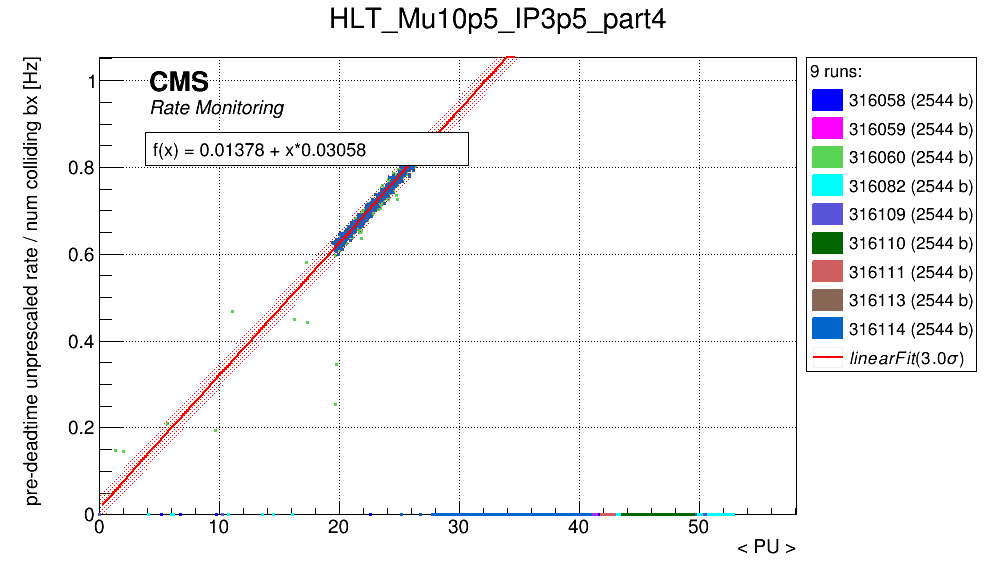 HLT_Mu10p5_IP3p5_part4
pre-deadtime unprescaled rate / num colliding bx [Hz]
CMS
Rate Monitoring
f(x) = 0.01378 + x*0.03058
1
0.8
0.6
0.4
0.2
0
0 10 20 30 40 50
< PU >
9 runs:
316058 (2544 b)
316059 (2544 b)
316060 (2544 b)
316082 (2544 b)
316109 (2544 b)
316110 (2544 b)
316111 (2544 b)
316113 (2544 b)
316114 (2544 b)
linearFit(3.0σ)